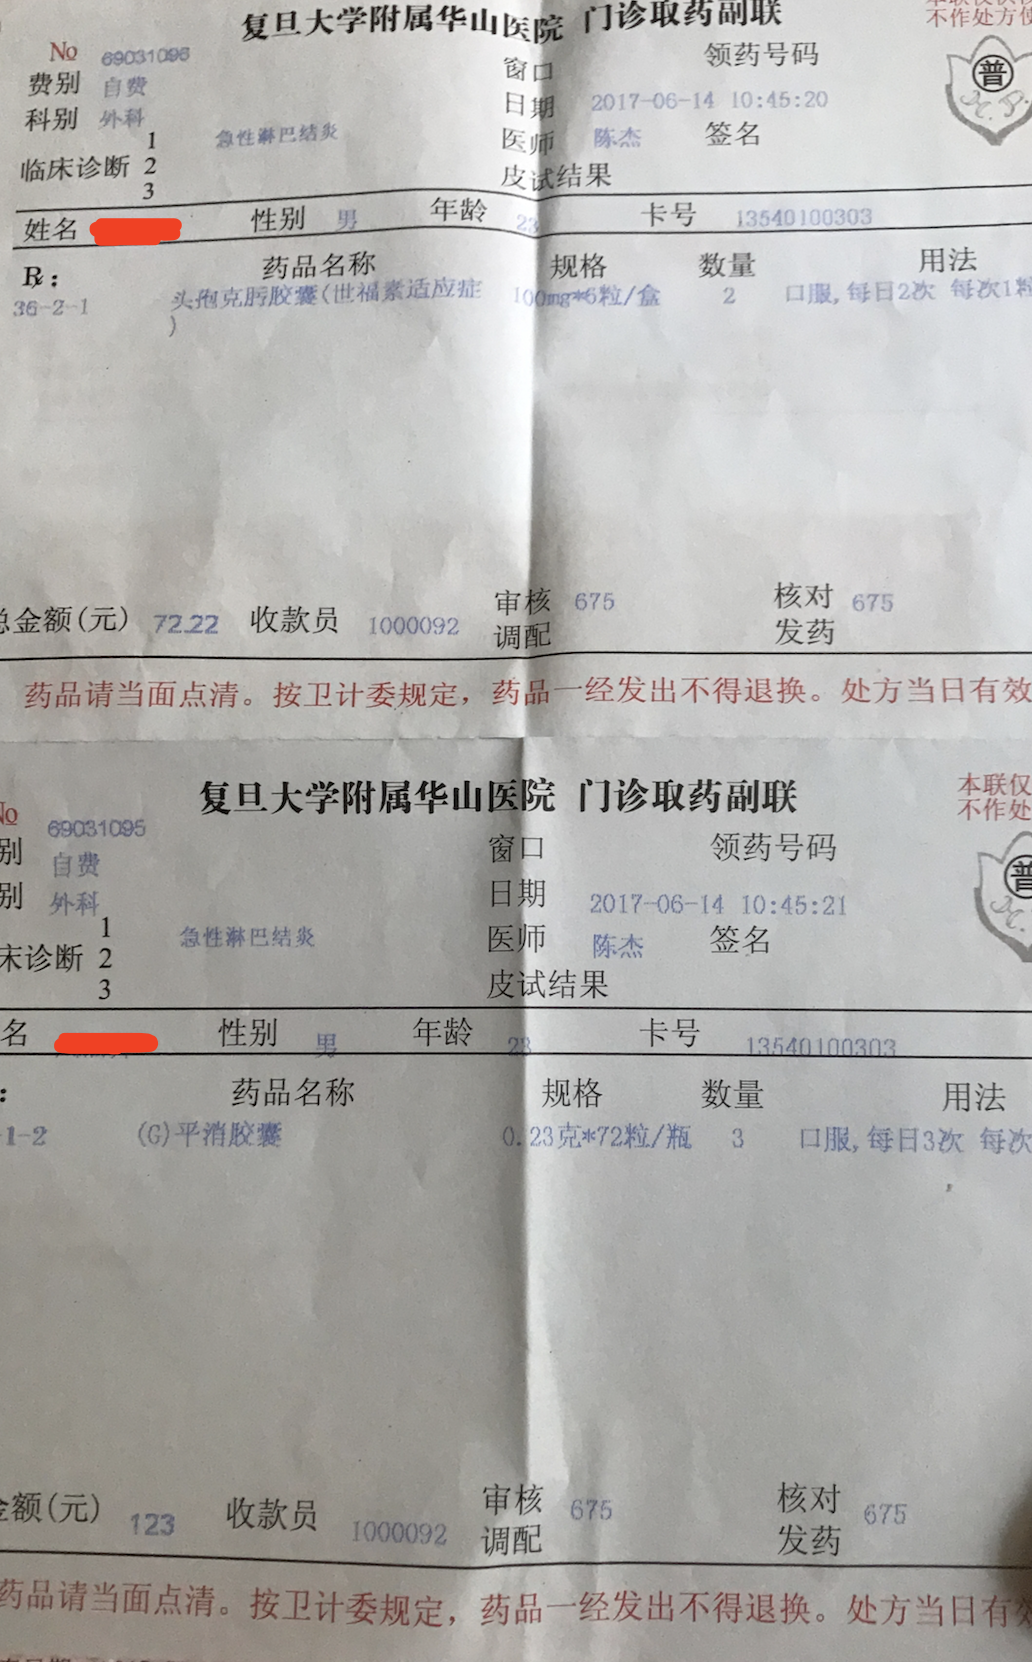 复旦大学附属华山医院 门诊取药副联
不作处方使
No 69031096 窗口 领药号码
普
费别 自费 日期 2017-06-14 10:45:20
科别 外科 医师 陈杰 签名
临床诊断 1 2 3 急性淋巴结炎 皮试结果
姓名 性别 男 年龄 23 卡号 13540100303
R: 药品名称 规格 数量 用法
36-2-1 头孢克肟胶囊(世福素适应症 100mg*6粒/盒 2 口服,每日2次 每次1粒
)
总金额(元) 72.22 收款员 1000092 审核 675 核对 675
调配 发药
药品请当面点清。按卫计委规定，药品一经发出不得退换。处方当日有效
复旦大学附属华山医院 门诊取药副联
本联仅
不作处
No 69031095 窗口 领药号码
普
别 自费 日期 2017-06-14 10:45:21
别 外科 医师 陈杰 签名
床诊断 1 2 3 急性淋巴结炎 皮试结果
名 性别 男 年龄 23 卡号 13540100303
: 药品名称 规格 数量 用法
-1-2 (G)平消胶囊 0.23克*72粒/瓶 3 口服,每日3次 每次
金额(元) 123 收款员 1000092 审核 675 核对 675
调配 发药
药品请当面点清。按卫计委规定，药品一经发出不得退换。处方当日有效